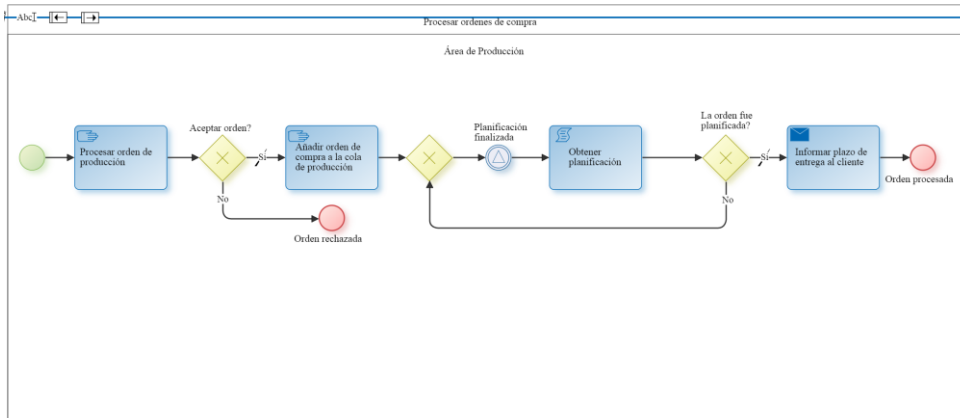 Abc
Procesar ordenes de compra
Área de Producción
Procesar orden de
producción
Aceptar orden?
Sí
No
Orden rechazada
Añadir orden de
compra a la cola
de producción
Planificación
finalizada
Obtener
planificación
La orden fue
planificada?
Sí
No
Informar plazo de
entrega al cliente
Orden procesada